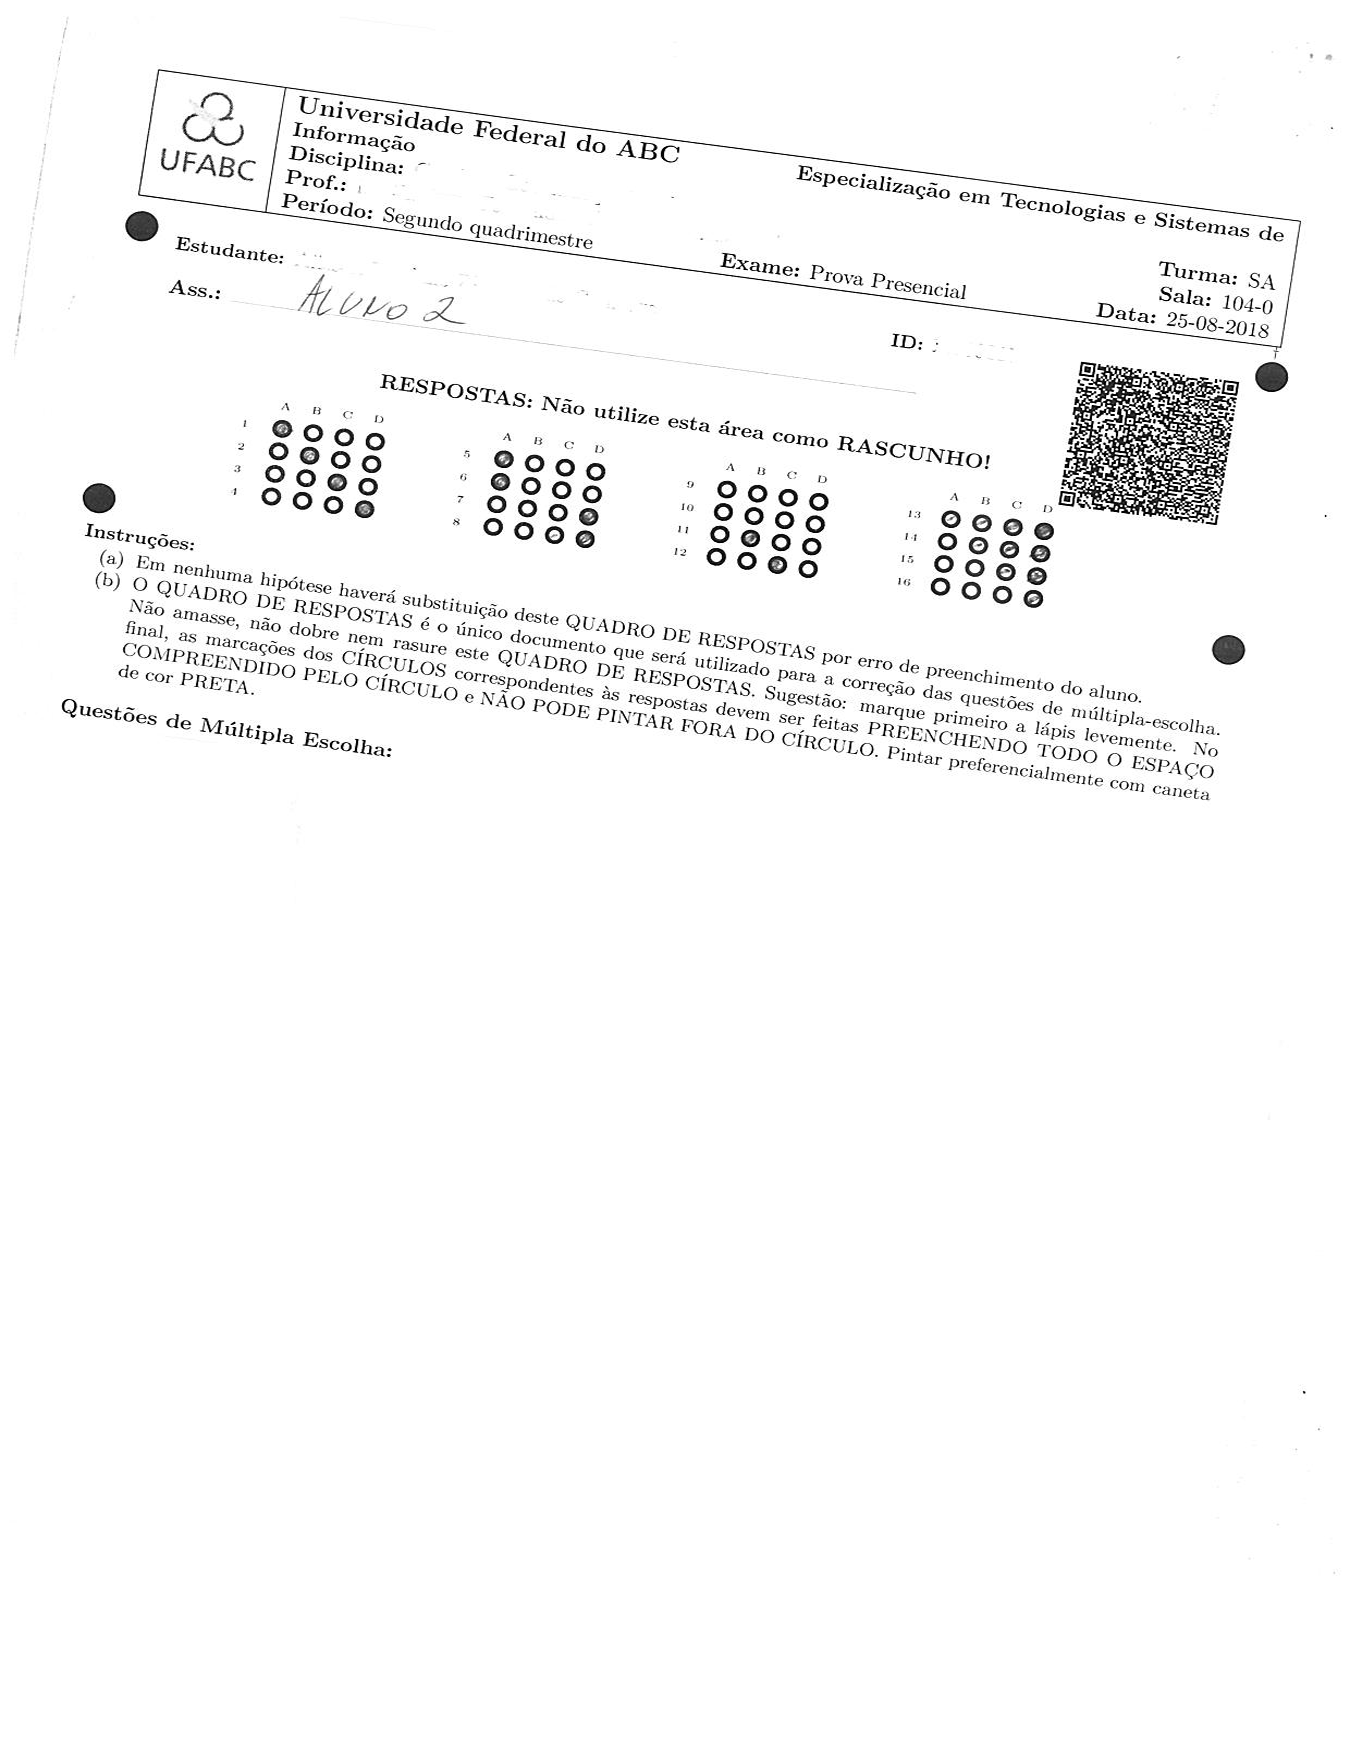 UFABC
Universidade Federal do ABC
Especialização em Tecnologias e Sistemas de
Informação
Disciplina:
Turma: SA
Prof.:
Sala: 104-0
Período: Segundo quadrimestre
Exame: Prova Presencial
Data: 25-08-2018
Estudante:
ID:
Ass.: ALUNO 2
RESPOSTAS: Não utilize esta área como RASCUNHO!
A B C D
1
2
3
4
A B C D
5
6
7
8
A B C D
9
10
11
12
A B C D
13
14
15
16
Instruções:
(a) Em nenhuma hipótese haverá substituição deste QUADRO DE RESPOSTAS por erro de preenchimento do aluno.
(b) O QUADRO DE RESPOSTAS é o único documento que será utilizado para a correção das questões de múltipla-escolha.
Não amasse, não dobre nem rasure este QUADRO DE RESPOSTAS. Sugestão: marque primeiro a lápis levemente. No
final, as marcações dos CÍRCULOS correspondentes às respostas devem ser feitas PREENCHENDO TODO O ESPAÇO
COMPREENDIDO PELO CÍRCULO e NÃO PODE PINTAR FORA DO CÍRCULO. Pintar preferencialmente com caneta
de cor PRETA.
Questões de Múltipla Escolha: